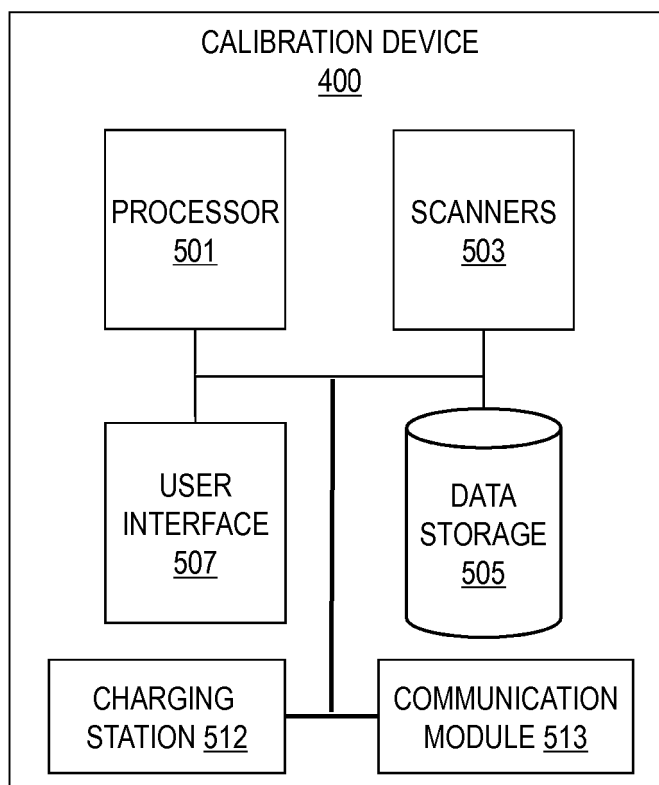 CALIBRATION DEVICE
400
PROCESSOR
501
SCANNERS
503
USER
INTERFACE
507
DATA
STORAGE
505
CHARGING
STATION 512
COMMUNICATION
MODULE 513